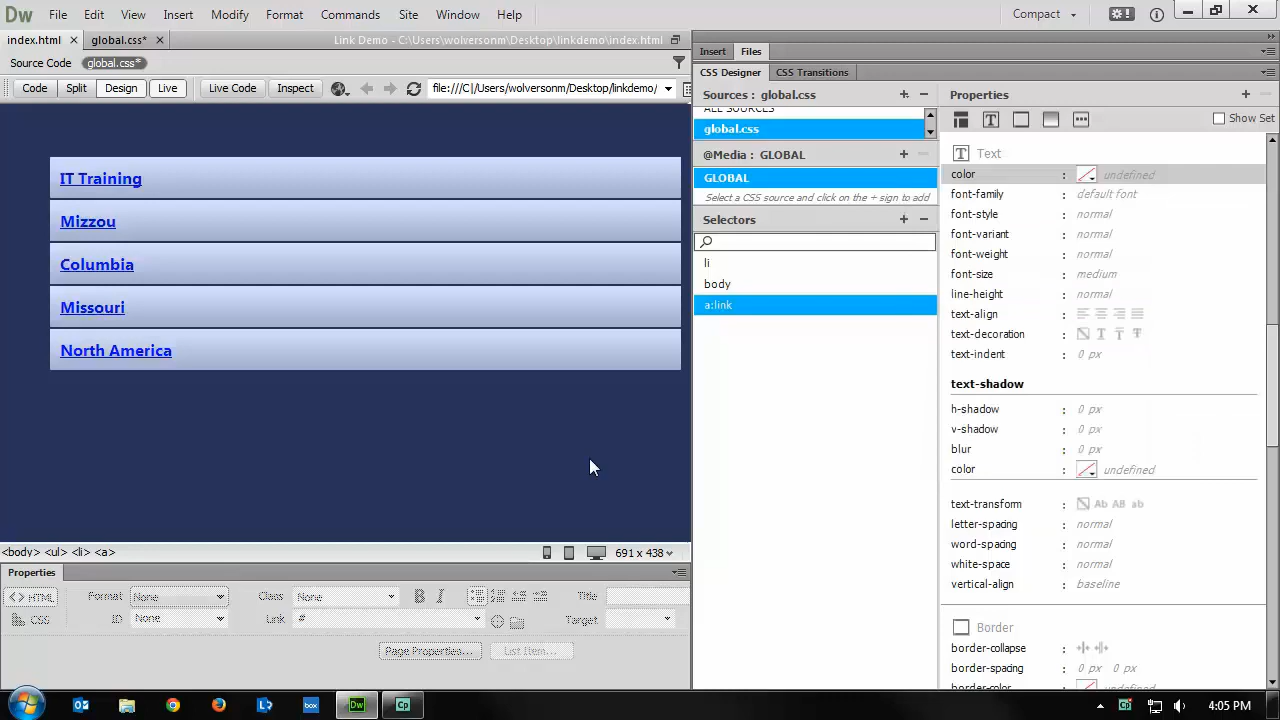 Dw File Edit View Insert Modify Format Commands Site Window Help Compact
index.html global.css* Link Demo - C:\Users\wolversonm\Desktop\linkdemo\index.html
Source Code global.css*
Code Split Design Live Live Code Inspect file:///C|/Users/wolversonm/Desktop/linkdemo/
IT Training
Mizzou
Columbia
Missouri
North America
<body> <ul> <li> <a> 691 x 438
Properties
<> HTML Format None Class None B I Title
CSS ID None Link # Target
Page Properties... List Item...
Insert Files
CSS Designer CSS Transitions
Sources : global.css
ALL SOURCES
global.css
@Media : GLOBAL
GLOBAL
Select a CSS source and click on the + sign to add
Selectors
li
body
a:link
Properties
Show Set
Text
color : undefined
font-family : default font
font-style : normal
font-variant : normal
font-weight : normal
font-size : medium
line-height : normal
text-align :
text-decoration : T T T
text-indent : 0 px
text-shadow
h-shadow : 0 px
v-shadow : 0 px
blur : 0 px
color : undefined
text-transform : Ab AB ab
letter-spacing : normal
word-spacing : normal
white-space : normal
vertical-align : baseline
Border
border-collapse :
border-spacing : 0 px 0 px
border-color : undefined
box Dw Cp 4:05 PM